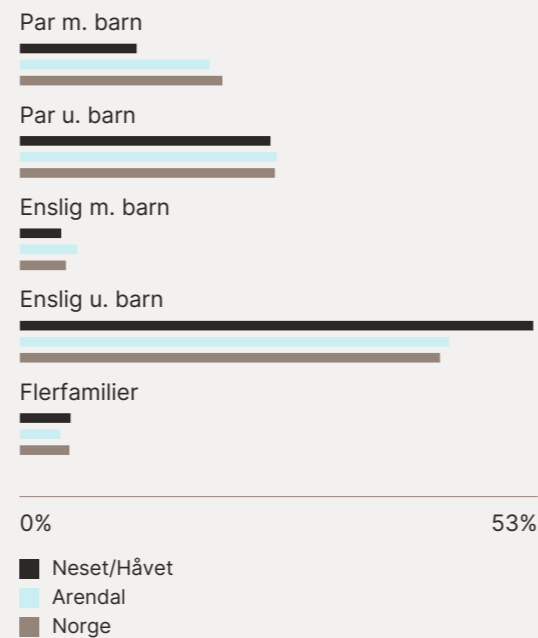 Par m. barn
Par u. barn
Enslig m. barn
Enslig u. barn
Flerfamilier
0% 53%
Neset/Håvet
Arendal
Norge